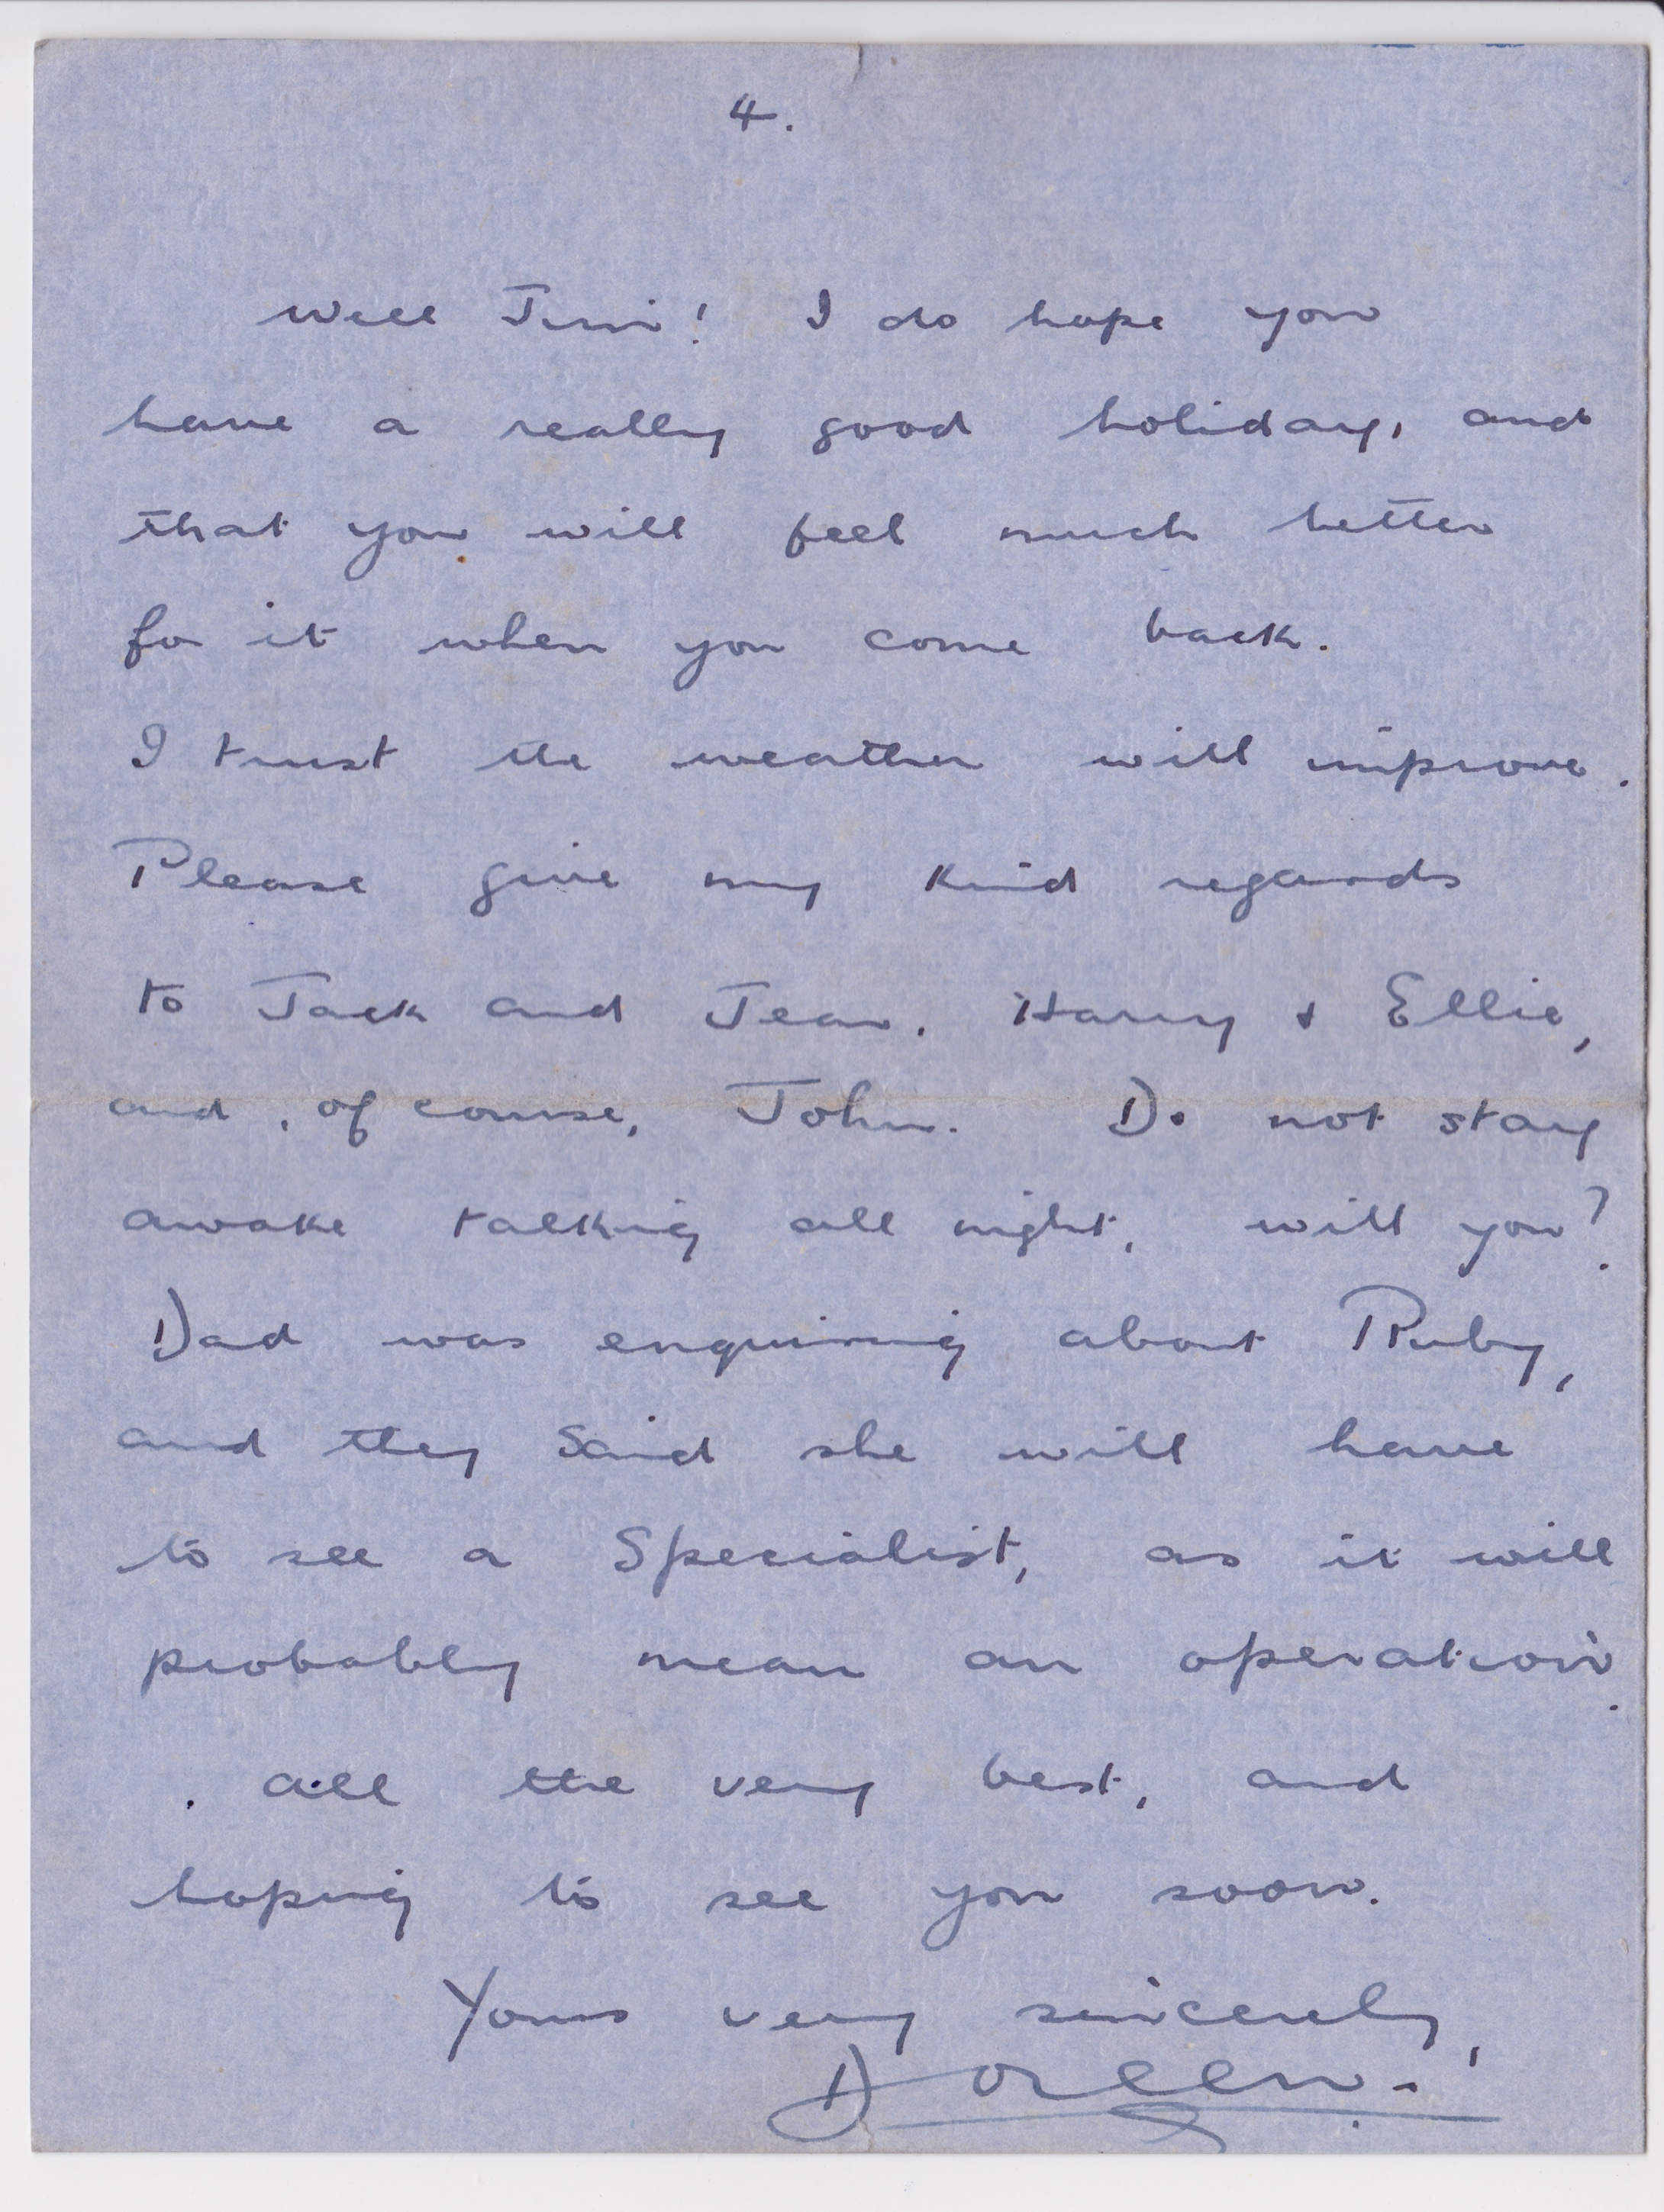 4.
Well Jim! I do hope you
have a really good holiday, and
that you will feel much better
for it when you come back.
I trust the weather will improve.
Please give my kind regards
to Jack and Jean. Harry & Ellie,
and, of course, John. Do not stay
awake talking all night, will you?
Dad was enquiring about Ruby,
and they said she will have
to see a Specialist, as it will
probably mean an operation.
. All the very best, and
hoping to see you soon.
Yours very sincerely,
Doreen.